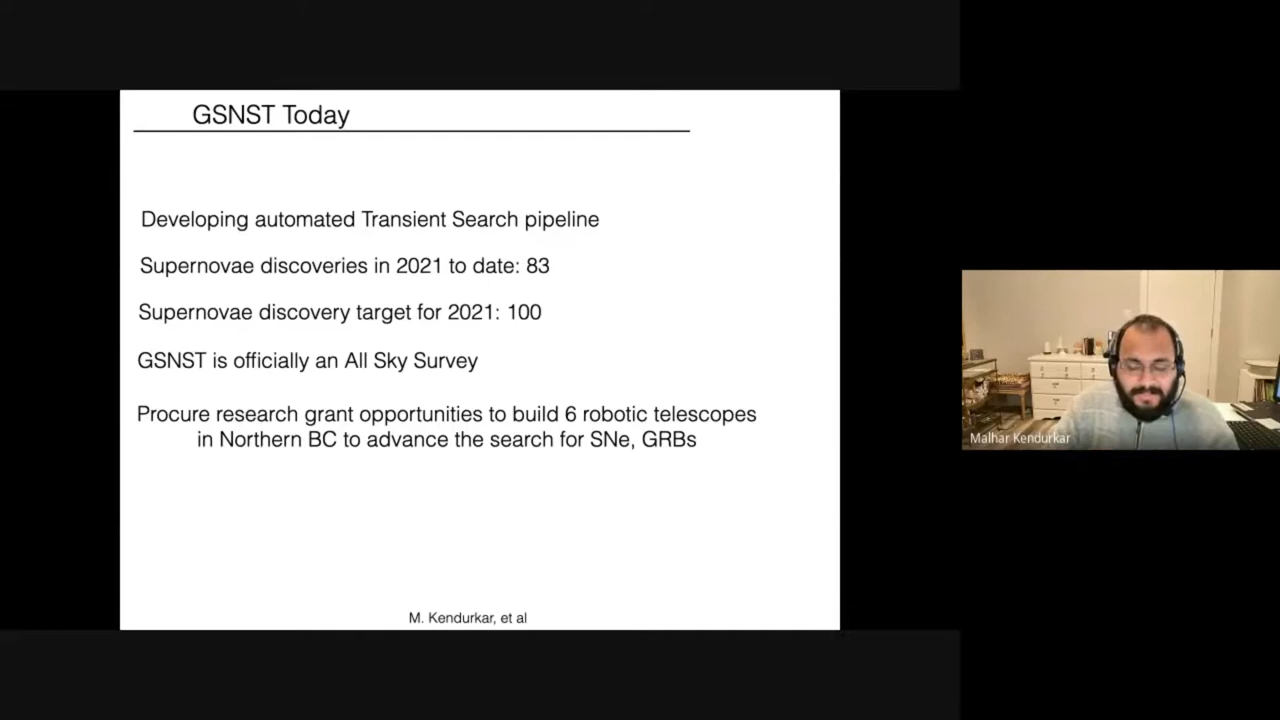 GSNST Today
Developing automated Transient Search pipeline
Supernovae discoveries in 2021 to date: 83
Supernovae discovery target for 2021: 100
GSNST is officially an All Sky Survey
Procure research grant opportunities to build 6 robotic telescopes
in Northern BC to advance the search for SNe, GRBs
M. Kendurkar, et al
Malhar Kendurkar